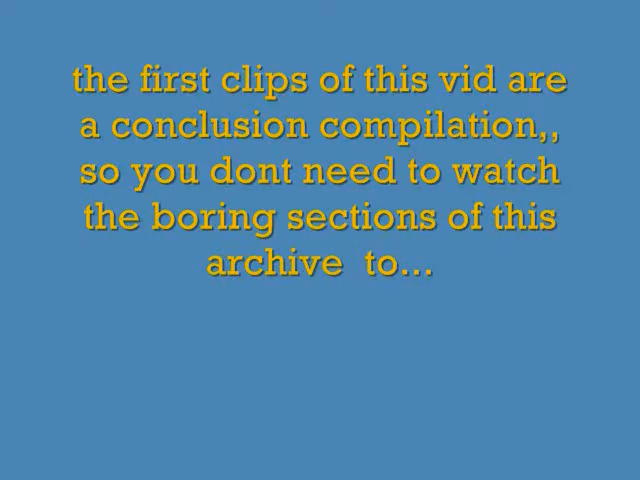 the first clips of this vid are
a conclusion compilation,,
so you dont need to watch
the boring sections of this
archive  to...